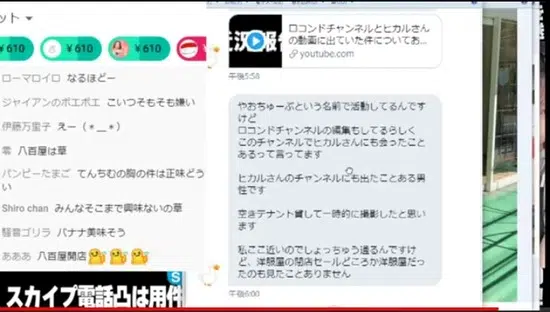 ット
¥610
¥610
¥610
¥610
ローマロイロ なるほどー
ジャイアンのボエボエ こいつそもそも嫌い
伊藤万里子 えー（＊＿＊）
雫 八百屋は草
バンビーたまご てんちむの胸の件は正味どう
い
Shiro chan みんなそこまで興味ないの草
騒音ゴリラ バナナ美味そう
あああ 八百屋開店
スカイプ電話凸は用件
ロコンドチャンネルとヒカルさん
の動画に出ていた件についてお...
youtube.com
午後5:58
やおちゅーぶという名前で活動してるんです
けど
ロコンドチャンネルの編集もしてるらしく
このチャンネルでヒカルさんにも会ったこと
あるって言ってます
ヒカルさんのチャンネルにも出たことある男
性です
空きテナント貸して一時的に撮影したと思い
ます
私ここ近いのでしょっちゅう通るんですけ
ど、洋服屋の閉店セールどころか洋服屋だっ
たのも見たことありません
午後6:00